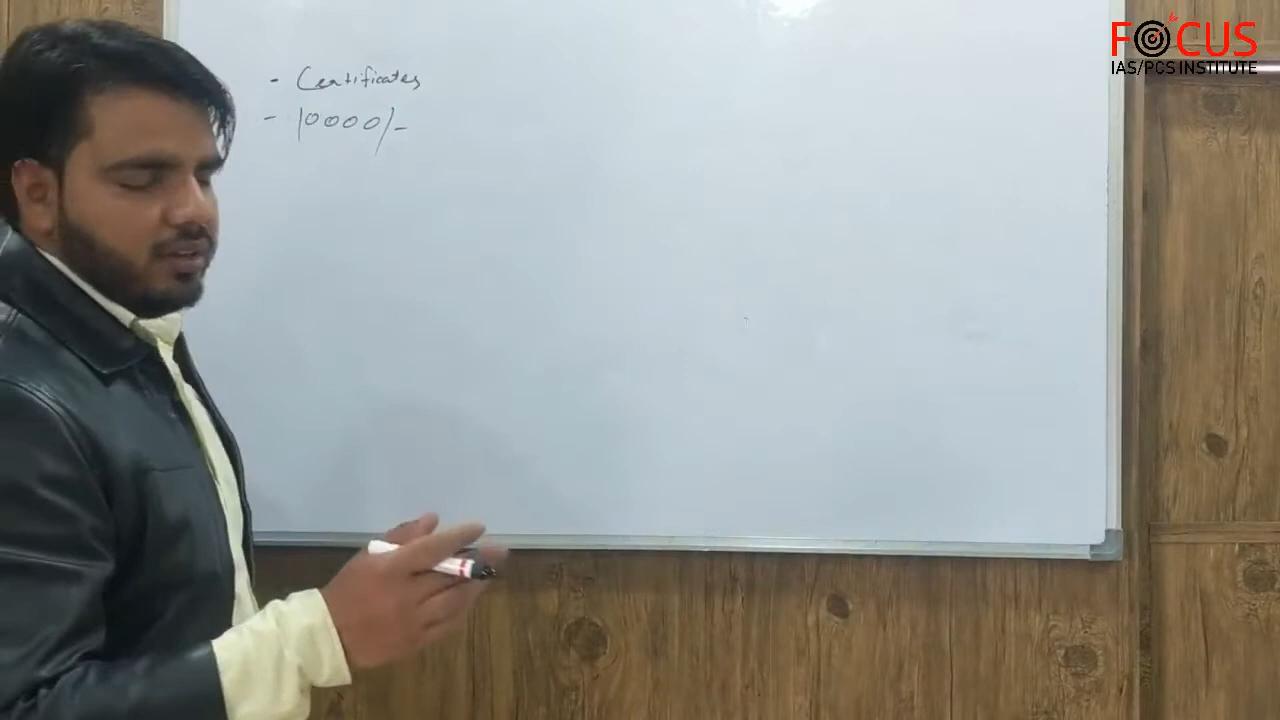 FOCUS
IAS/PCS INSTITUTE
- Certificates
- 10000/-